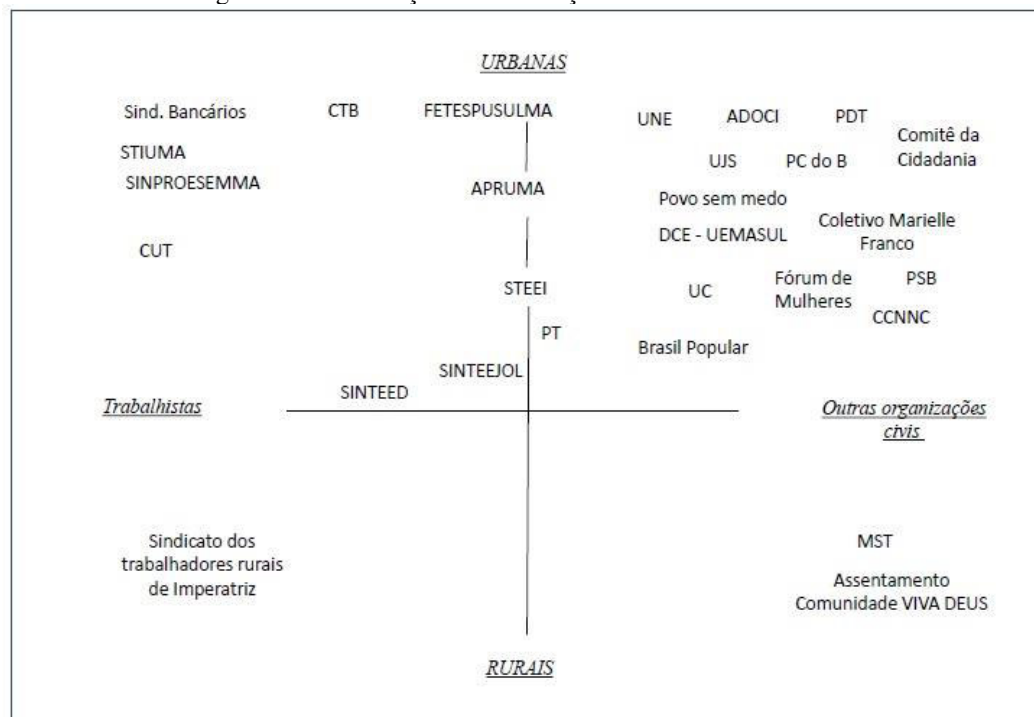 URBANAS
Sind. Bancários CTB FETESPUSULMA UNE ADOCI PDT
Comitê da
Cidadania
STIUMA UJS PC do B
SINPROESEMMA APRUMA
Povo sem medo
DCE - UEMASUL Coletivo Marielle
Franco
CUT
STEEI UC Fórum de
Mulheres PSB
CCNNC
PT
Brasil Popular
SINTEEJOL
SINTEED
Trabalhistas Outras organizações
civis
Sindicato dos
trabalhadores rurais
de Imperatriz
MST
Assentamento
Comunidade VIVA DEUS
RURAIS